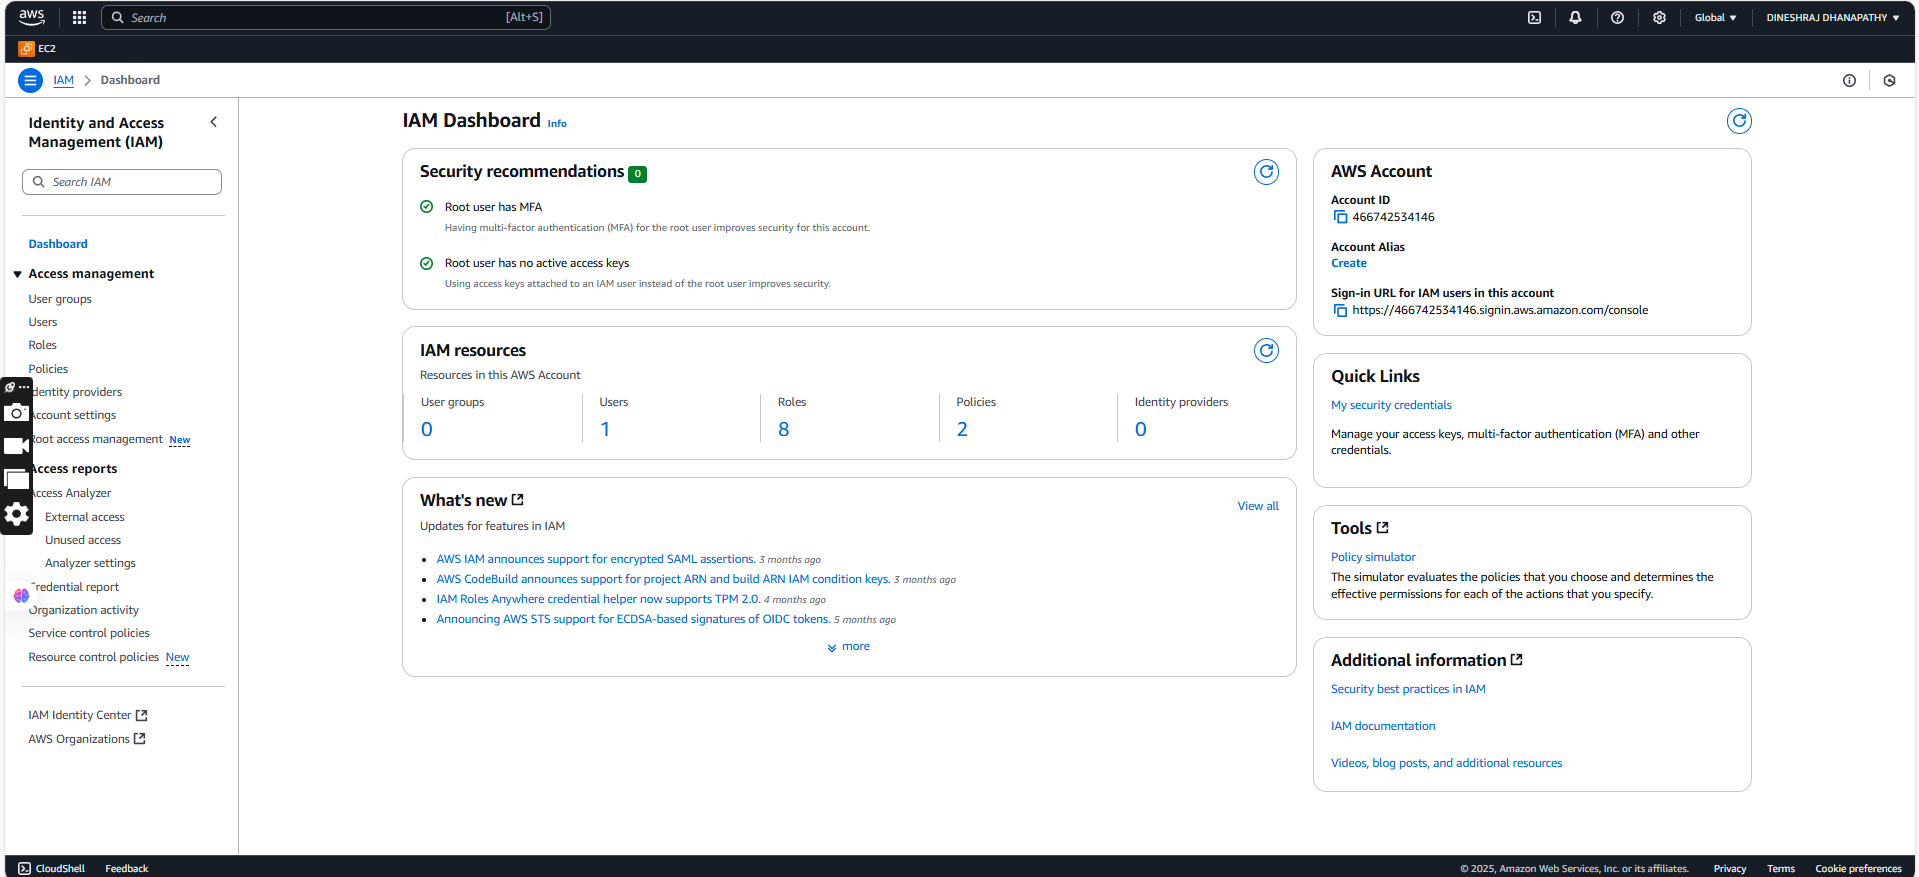 aws
Search
[Alt+S]
Global
DINESHRAJ DHANAPATHY
EC2
IAM
Dashboard
Identity and Access
Management (IAM)
Search IAM
Dashboard
Access management
User groups
Users
Roles
Policies
dentity providers
Account settings
Root access management New
Access reports
Access Analyzer
External access
Unused access
Analyzer settings
Credential report
Organization activity
Service control policies
Resource control policies New
IAM Identity Center
AWS Organizations
IAM Dashboard Info
Security recommendations 0
Root user has MFA
Having multi-factor authentication (MFA) for the root user improves security for this account.
Root user has no active access keys
Using access keys attached to an IAM user instead of the root user improves security.
IAM resources
Resources in this AWS Account
User groups
0
Users
1
Roles
8
Policies
2
Identity providers
0
What's new
View all
Updates for features in IAM
AWS IAM announces support for encrypted SAML assertions. 3 months ago
AWS CodeBuild announces support for project ARN and build ARN IAM condition keys. 3 months ago
IAM Roles Anywhere credential helper now supports TPM 2.0. 4 months ago
Announcing AWS STS support for ECDSA-based signatures of OIDC tokens. 5 months ago
more
AWS Account
Account ID
466742534146
Account Alias
Create
Sign-in URL for IAM users in this account
https://466742534146.signin.aws.amazon.com/console
Quick Links
My security credentials
Manage your access keys, multi-factor authentication (MFA) and other
credentials.
Tools
Policy simulator
The simulator evaluates the policies that you choose and determines the
effective permissions for each of the actions that you specify.
Additional information
Security best practices in IAM
IAM documentation
Videos, blog posts, and additional resources
CloudShell
Feedback
© 2025, Amazon Web Services, Inc. or its affiliates.
Privacy
Terms
Cookie preferences